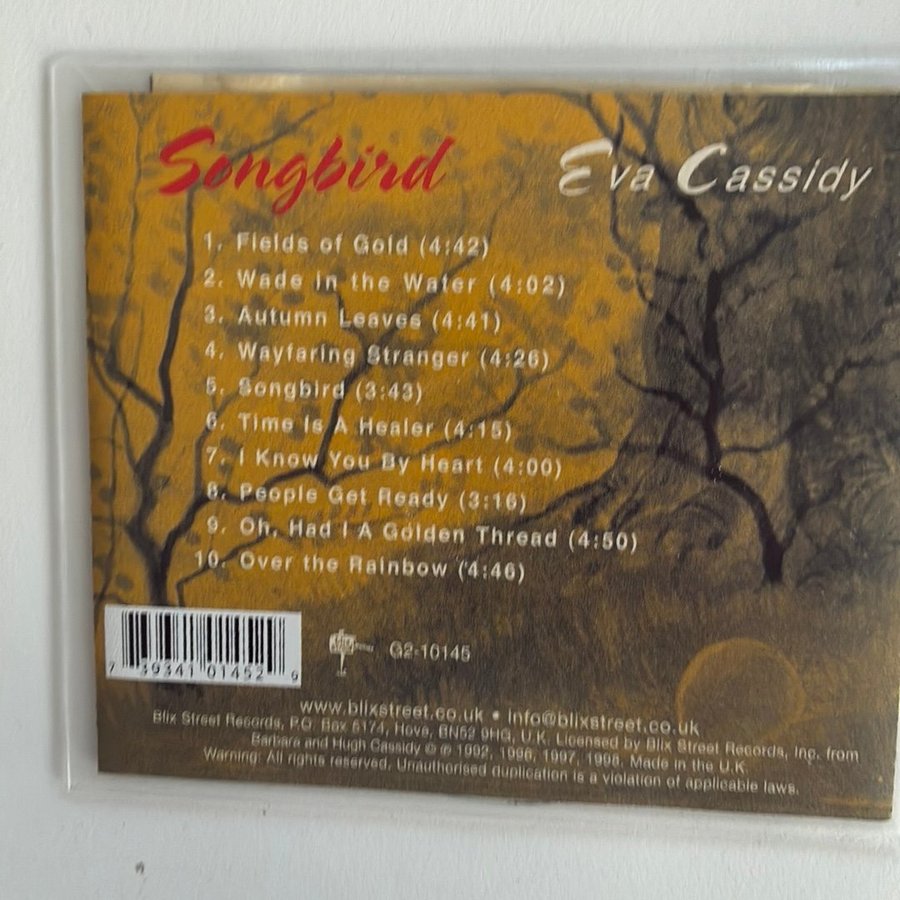 Songbird
Eva Cassidy
1. Fields of Gold (4:42)
2. Wade in the Water (4:02)
3. Autumn Leaves (4:41)
4. Wayfaring Stranger (4:26)
5. Songbird (3:43)
6. Time Is A Healer (4:15)
7. I Know You By Heart (4:00)
8. People Get Ready (3:16)
9. Oh, Had I A Golden Thread (4:50)
10. Over the Rainbow (4:46)
7 39341 01452 9
G2-10145
www.blixstreet.co.uk • info@blixstreet.co.uk
Blix Street Records, P.O. Box 5174, Hove, BN52 9HG, U.K. Licensed by Blix Street Records, Inc. from
Barbara and Hugh Cassidy © ℗ 1992, 1996, 1997, 1998. Made in the U.K.
Warning: All rights reserved. Unauthorised duplication is a violation of applicable laws.